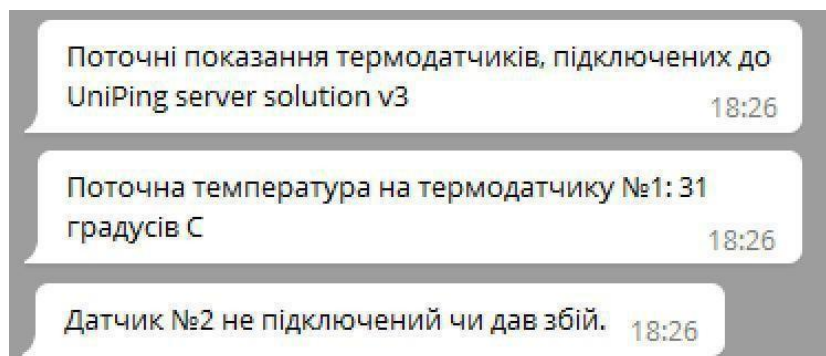 Поточні показання термодатчиків, підключених до
UniPing server solution v3
18:26
Поточна температура на термодатчику №1: 31
градусів C
18:26
Датчик №2 не підключений чи дав збій.
18:26